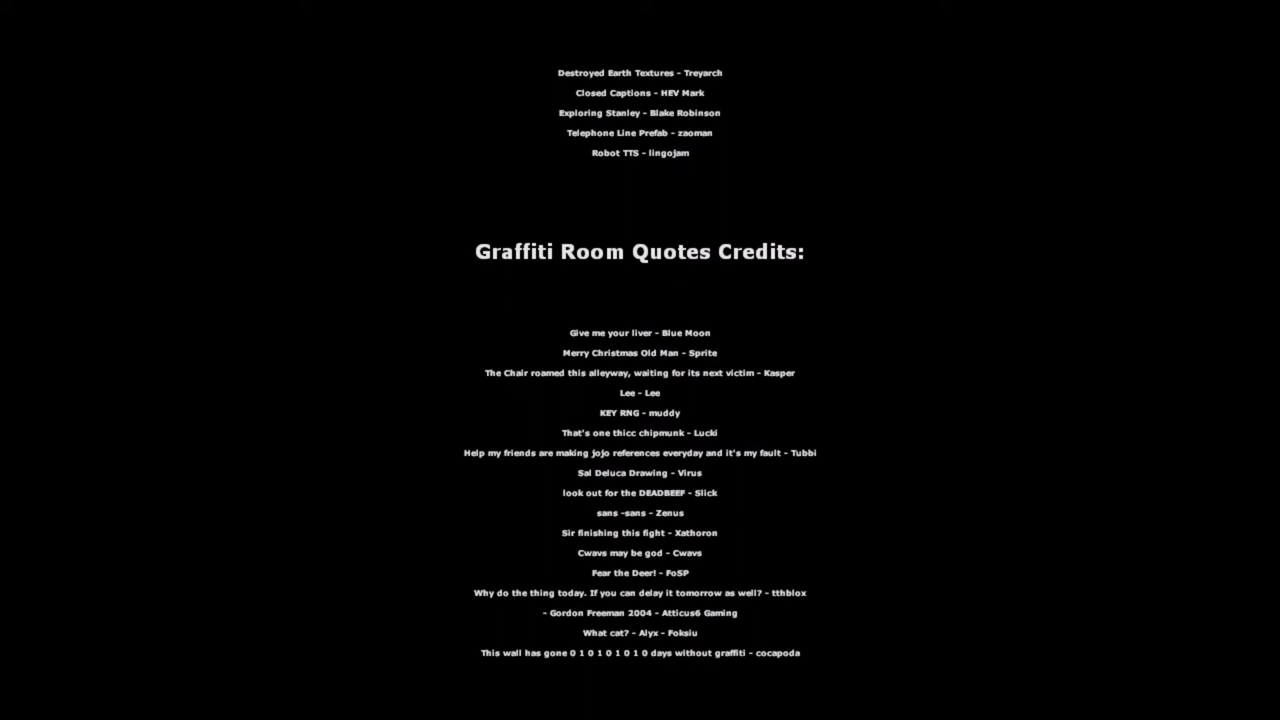 Destroyed Earth Textures - Treyarch
Closed Captions - HEV Mark
Exploring Stanley - Blake Robinson
Telephone Line Prefab - zaoman
Robot TTS - lingojam
Graffiti Room Quotes Credits:
Give me your liver - Blue Moon
Merry Christmas Old Man - Sprite
The Chair roamed this alleyway, waiting for its next victim - Kasper
Lee - Lee
KEY RNG - muddy
That's one thicc chipmunk - Lucki
Help my friends are making jojo references everyday and it's my fault - Tubbi
Sal Deluca Drawing - Virus
look out for the DEADBEEF - Slick
sans -sans - Zenus
Sir finishing this fight - Xathoron
Cwavs may be god - Cwavs
Fear the Deer! - FoSP
Why do the thing today. If you can delay it tomorrow as well? - tthblox
- Gordon Freeman 2004 - Atticus6 Gaming
What cat? - Alyx - Foksiu
This wall has gone 0 1 0 1 0 1 0 1 0 days without graffiti - cocapoda